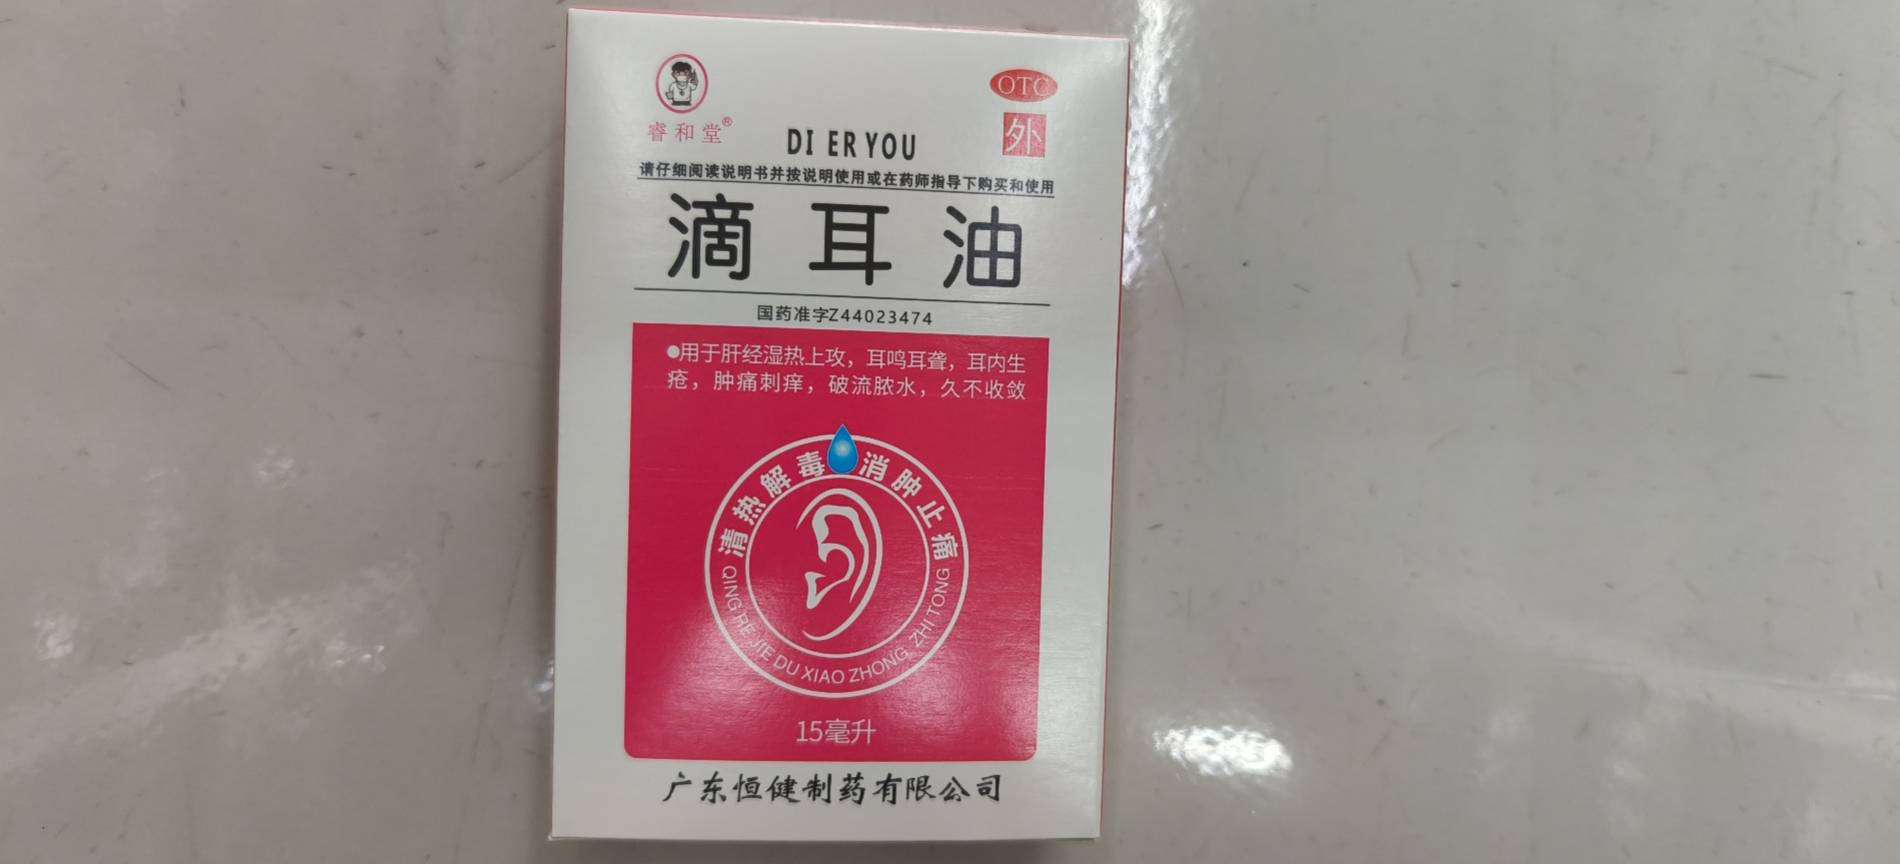 OTC
外
睿和堂®
DI ER YOU
请仔细阅读说明书并按说明使用或在药师指导下购买和使用
滴耳油
国药准字Z44023474
●用于肝经湿热上攻，耳鸣耳聋，耳内生
疮，肿痛刺痒，破流脓水，久不收敛
清热解毒 消肿止痛
QING RE JIE DU XIAO ZHONG ZHI TONG
15毫升
广东恒健制药有限公司